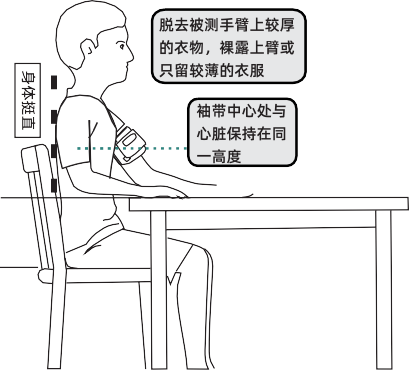 脱去被测手臂上较厚
的衣物，裸露上臂或
只留较薄的衣服
身体挺直
袖带中心处与
心脏保持在同
一高度